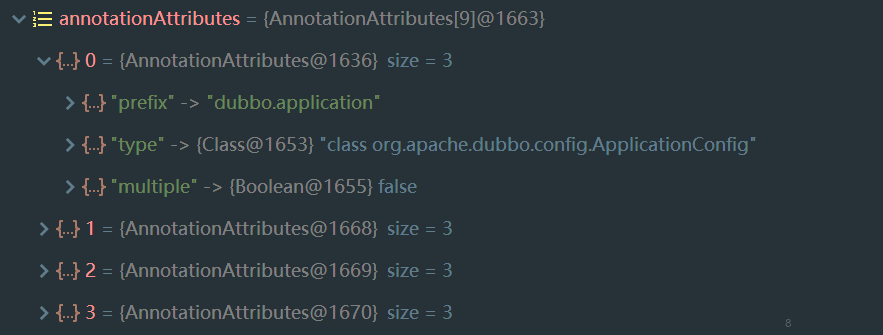 annotationAttributes = {AnnotationAttributes[9]@1663}
{...} 0 = {AnnotationAttributes@1636} size = 3
{...} "prefix" -> "dubbo.application"
{...} "type" -> {Class@1653} "class org.apache.dubbo.config.ApplicationConfig"
{...} "multiple" -> {Boolean@1655} false
{...} 1 = {AnnotationAttributes@1668} size = 3
{...} 2 = {AnnotationAttributes@1669} size = 3
{...} 3 = {AnnotationAttributes@1670} size = 3
8